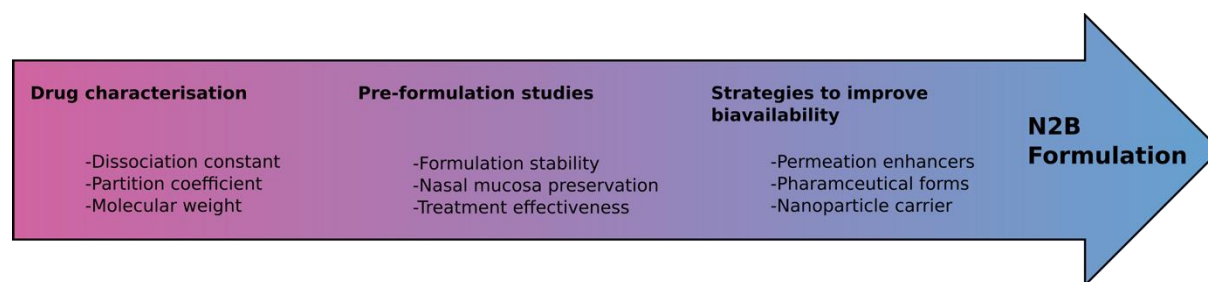 Drug characterisation
-Dissociation constant
-Partition coefficient
-Molecular weight
Pre-formulation studies
-Formulation stability
-Nasal mucosa preservation
-Treatment effectiveness
Strategies to improve
biavailability
-Permeation enhancers
-Pharamceutical forms
-Nanoparticle carrier
N2B
Formulation